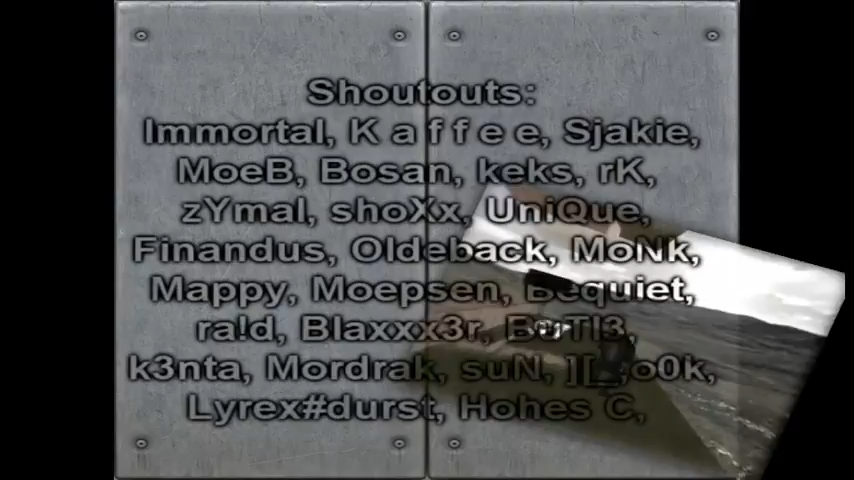 Shoutouts:
Immortal, K a f f e e, Sjakie,
MoeB, Bosan, keks, rK,
zYmal, shoXx, UniQue,
Finandus, Oldeback, MoNk,
Mappy, Moepsen, Bequiet,
ra!d, Blaxxx3r,
k3nta, Mordrak, suN,
Lyrex#durst, Hohes C,